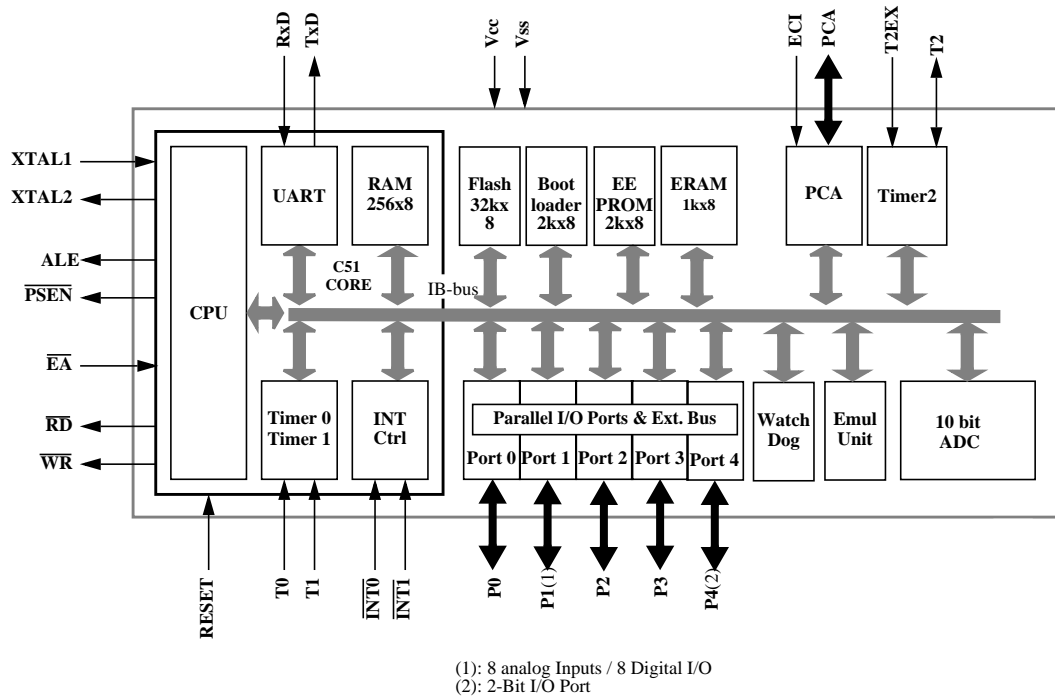 RxD
TxD
Vcc
Vss
ECI
PCA
T2EX
T2
XTAL1
XTAL2
ALE
PSEN
EA
RD
WR
CPU
UART
RAM
256x8
C51
CORE
IB-bus
Flash
32kx
8
Boot
loader
2kx8
EE
PROM
2kx8
ERAM
1kx8
PCA
Timer2
Timer 0
Timer 1
INT
Ctrl
Parallel I/O Ports & Ext. Bus
Port 0
Port 1
Port 2
Port 3
Port 4
Watch
Dog
Emul
Unit
10 bit
ADC
RESET
T0
T1
INT0
INT1
P0
P1(1)
P2
P3
P4(2)
(1): 8 analog Inputs / 8 Digital I/O
(2): 2-Bit I/O Port